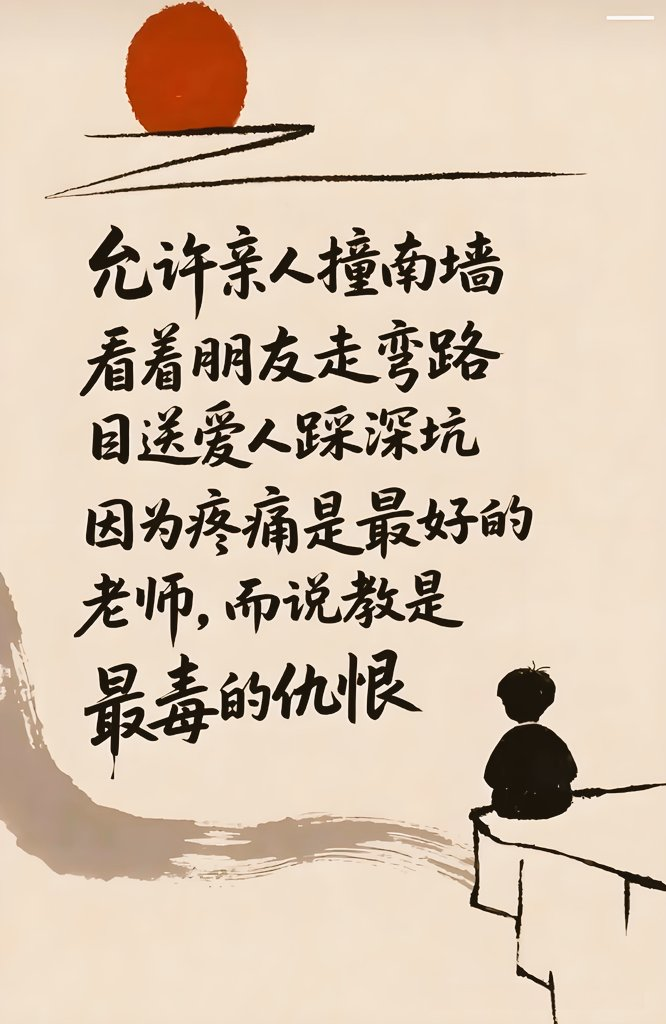 允许亲人撞南墙
看着朋友走弯路
目送爱人踩深坑
因为疼痛是最好的
老师,而说教是
最毒的仇恨